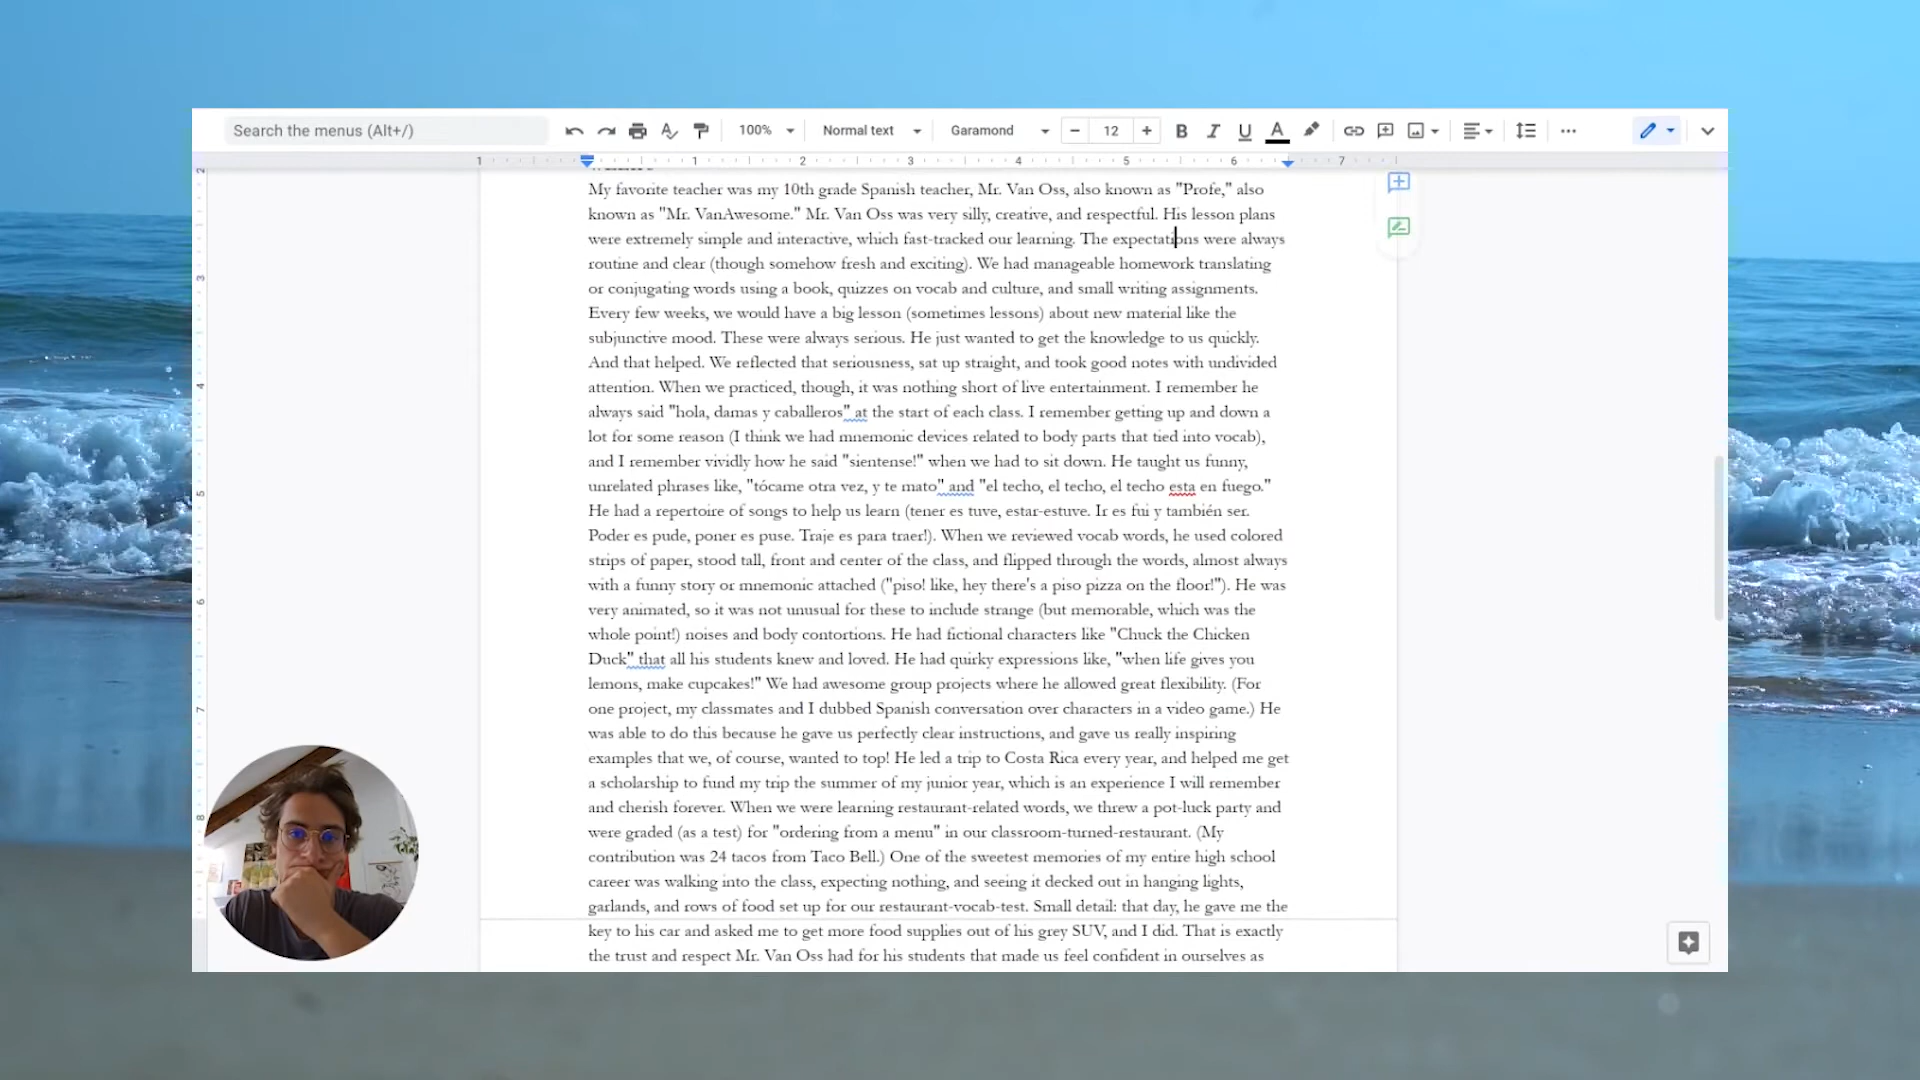 Search the menus (Alt+/)
100%
Normal text
Garamond
12
B I U A
1 1 2 3 4 5 6 7
My favorite teacher was my 10th grade Spanish teacher, Mr. Van Oss, also known as "Profe," also
known as "Mr. VanAwesome." Mr. Van Oss was very silly, creative, and respectful. His lesson plans
were extremely simple and interactive, which fast-tracked our learning. The expectations were always
routine and clear (though somehow fresh and exciting). We had manageable homework translating
or conjugating words using a book, quizzes on vocab and culture, and small writing assignments.
Every few weeks, we would have a big lesson (sometimes lessons) about new material like the
subjunctive mood. These were always serious. He just wanted to get the knowledge to us quickly.
And that helped. We reflected that seriousness, sat up straight, and took good notes with undivided
attention. When we practiced, though, it was nothing short of live entertainment. I remember he
always said "hola, damas y caballeros" at the start of each class. I remember getting up and down a
lot for some reason (I think we had mnemonic devices related to body parts that tied into vocab),
and I remember vividly how he said "sientense!" when we had to sit down. He taught us funny,
unrelated phrases like, "tócame otra vez, y te mato" and "el techo, el techo, el techo esta en fuego."
He had a repertoire of songs to help us learn (tener es tuve, estar-estuve. Ir es fui y también ser.
Poder es pude, poner es puse. Traje es para traer!). When we reviewed vocab words, he used colored
strips of paper, stood tall, front and center of the class, and flipped through the words, almost always
with a funny story or mnemonic attached ("piso! like, hey there's a piso pizza on the floor!"). He was
very animated, so it was not unusual for these to include strange (but memorable, which was the
whole point!) noises and body contortions. He had fictional characters like "Chuck the Chicken
Duck" that all his students knew and loved. He had quirky expressions like, "when life gives you
lemons, make cupcakes!" We had awesome group projects where he allowed great flexibility. (For
one project, my classmates and I dubbed Spanish conversation over characters in a video game.) He
was able to do this because he gave us perfectly clear instructions, and gave us really inspiring
examples that we, of course, wanted to top! He led a trip to Costa Rica every year, and helped me get
a scholarship to fund my trip the summer of my junior year, which is an experience I will remember
and cherish forever. When we were learning restaurant-related words, we threw a pot-luck party and
were graded (as a test) for "ordering from a menu" in our classroom-turned-restaurant. (My
contribution was 24 tacos from Taco Bell.) One of the sweetest memories of my entire high school
career was walking into the class, expecting nothing, and seeing it decked out in hanging lights,
garlands, and rows of food set up for our restaurant-vocab-test. Small detail: that day, he gave me the
key to his car and asked me to get more food supplies out of his grey SUV, and I did. That is exactly
the trust and respect Mr. Van Oss had for his students that made us feel confident in ourselves as
2
3
4
5
6
7
8